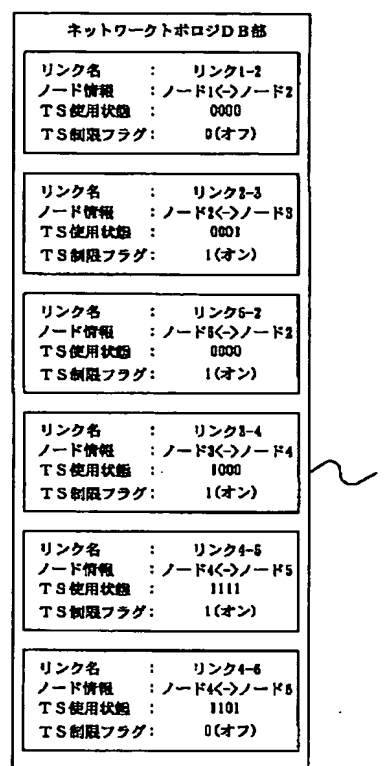 ネットワークトポロジDB部
リンク名 : リンク1-2
ノード情報 : ノード1<->ノード2
TS使用状態 : 0000
TS制限フラグ: 0(オフ)
リンク名 : リンク2-3
ノード情報 : ノード2<->ノード3
TS使用状態 : 0001
TS制限フラグ: 1(オン)
リンク名 : リンク5-2
ノード情報 : ノード5<->ノード2
TS使用状態 : 0000
TS制限フラグ: 1(オン)
リンク名 : リンク3-4
ノード情報 : ノード3<->ノード4
TS使用状態 : 1000
TS制限フラグ: 1(オン)
リンク名 : リンク4-5
ノード情報 : ノード4<->ノード5
TS使用状態 : 1111
TS制限フラグ: 1(オン)
リンク名 : リンク4-6
ノード情報 : ノード4<->ノード6
TS使用状態 : 1101
TS制限フラグ: 0(オフ)